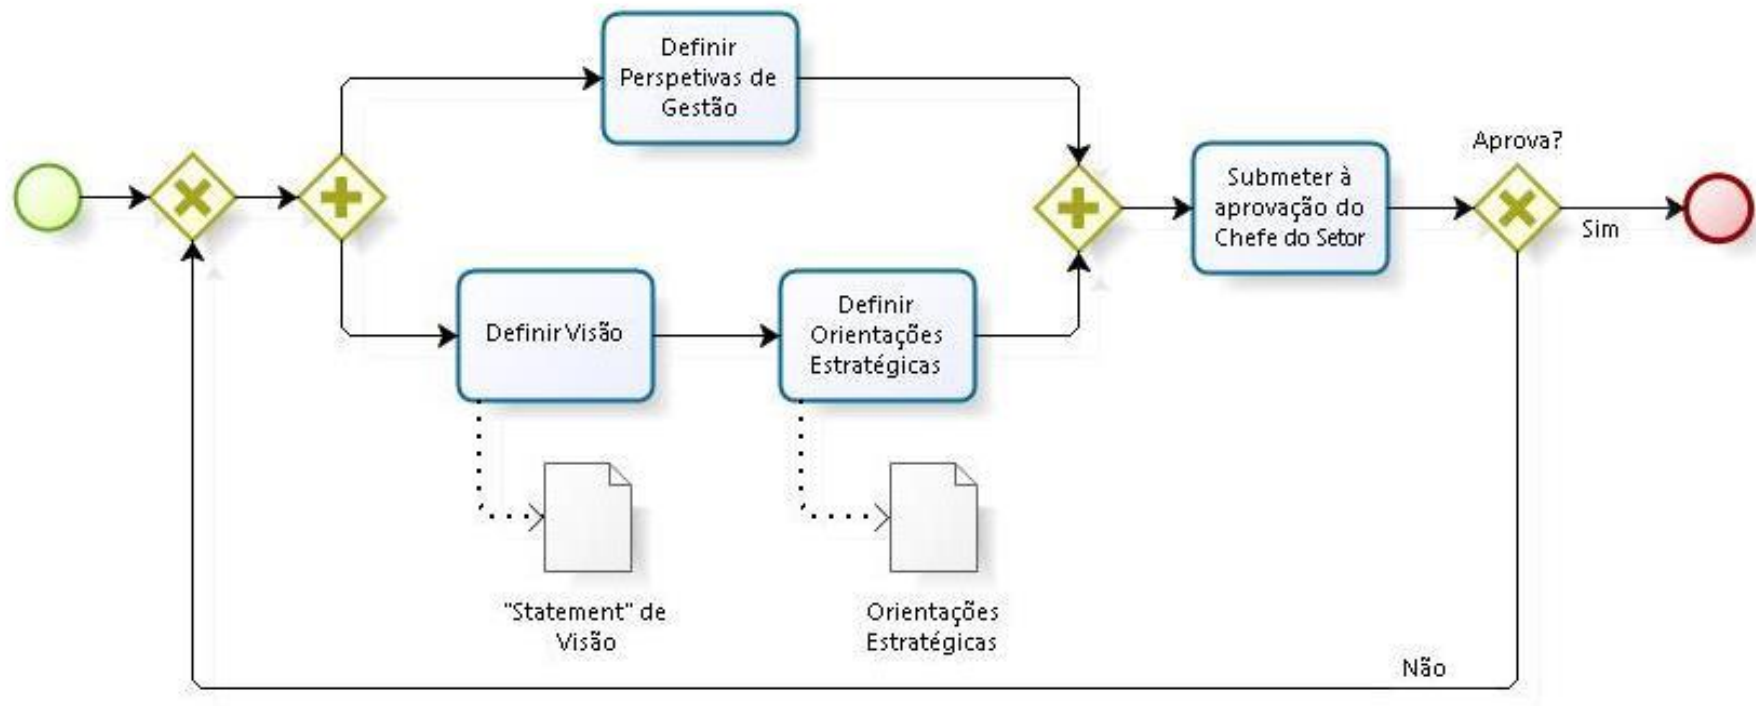 Definir
Perspetivas de
Gestão
Aprova?
Submeter à
aprovação do
Chefe do Setor
Sim
Definir Visão
Definir
Orientações
Estratégicas
"Statement" de
Visão
Orientações
Estratégicas
Não